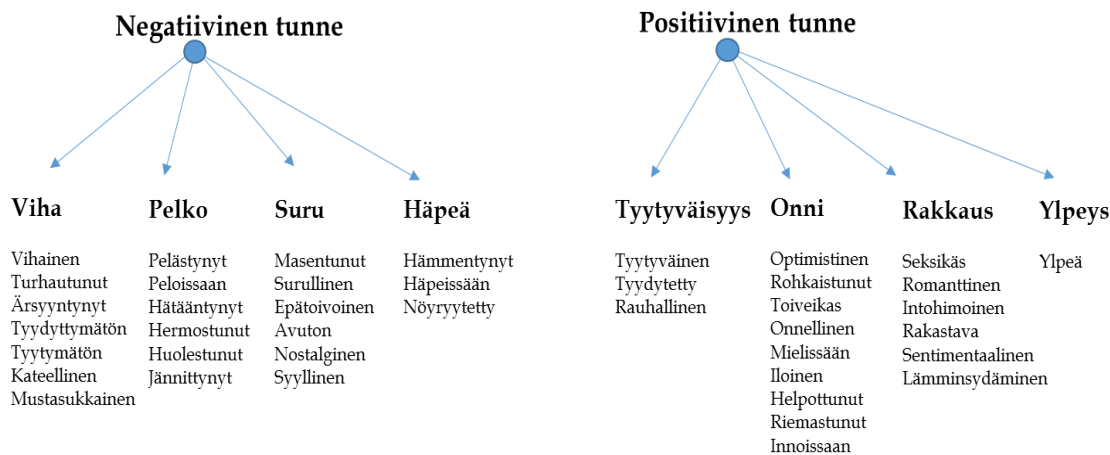 Negatiivinen tunne
Viha
Vihainen
Turhautunut
Ärsyyntynyt
Tyydyttymätön
Tyytymätön
Kateellinen
Mustasukkainen
Pelko
Pelästynyt
Peloissaan
Hätääntynyt
Hermostunut
Huolestunut
Jännittynyt
Suru
Masentunut
Surullinen
Epätoivoinen
Avuton
Nostalginen
Syyllinen
Häpeä
Hämmentynyt
Häpeissään
Nöyryytetty
Positiivinen tunne
Tyytyväisyys
Tyytyväinen
Tyydytetty
Rauhallinen
Onni
Optimistinen
Rohkaistunut
Toiveikas
Onnellinen
Mielissään
Iloinen
Helpottunut
Riemastunut
Innoissaan
Rakkaus
Seksikäs
Romanttinen
Intohimoinen
Rakastava
Sentimentaalinen
Lämminsydäminen
Ylpeys
Ylpeä